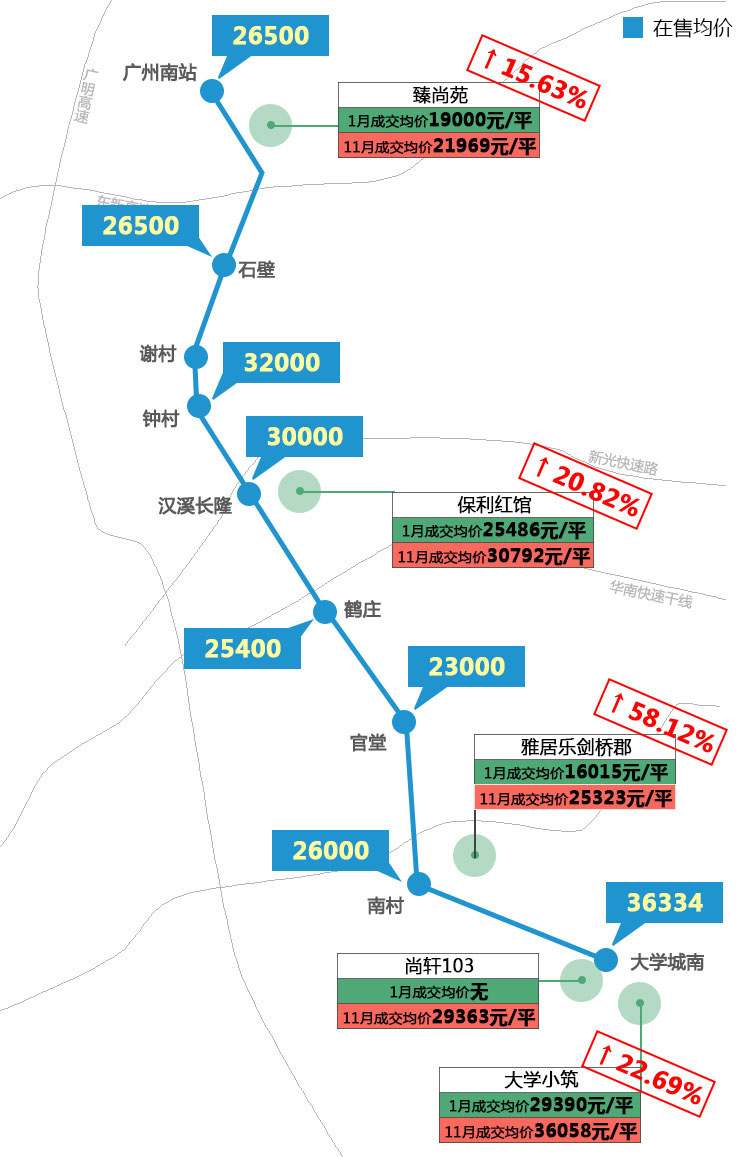 在售均价
26500
广州南站
广明高速
15.63%
臻尚苑
1月成交均价19000元/平
11月成交均价21969元/平
26500
石壁
谢村
32000
钟村
30000
汉溪长隆
新光快速路
20.82%
保利红馆
1月成交均价25486元/平
11月成交均价30792元/平
华南快速干线
鹤庄
25400
23000
官堂
58.12%
雅居乐剑桥郡
1月成交均价16015元/平
11月成交均价25323元/平
26000
南村
36334
大学城南
尚轩103
1月成交均价无
11月成交均价29363元/平
22.69%
大学小筑
1月成交均价29390元/平
11月成交均价36058元/平